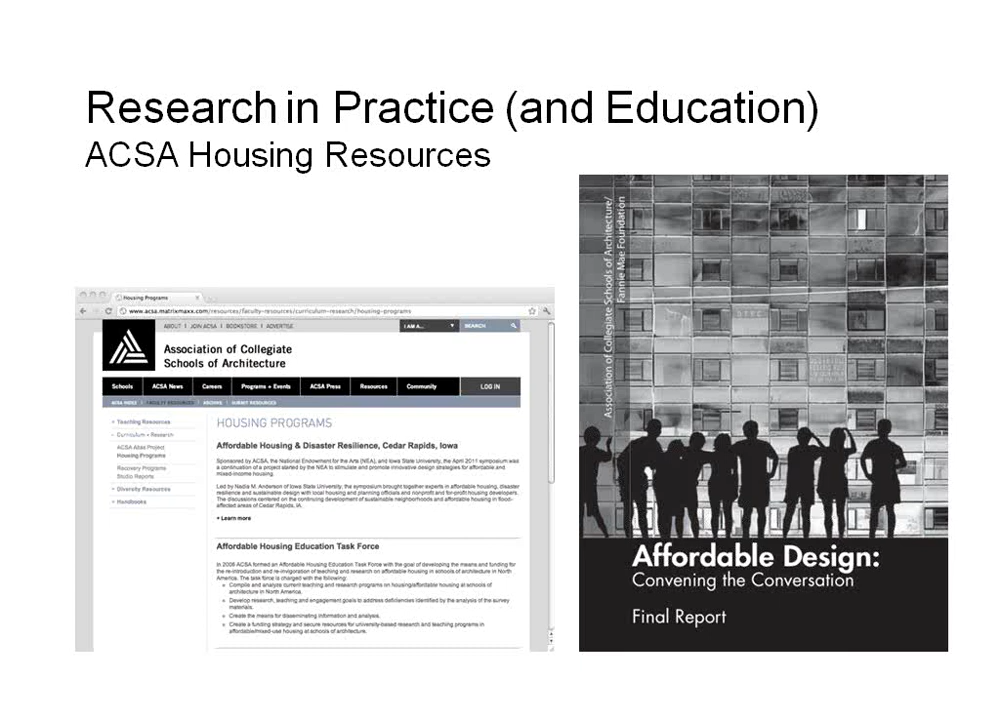 Research in Practice (and Education)
ACSA Housing Resources
Housing Programs
www.acsa.matrixmaxx.com/resources/faculty-resources/curriculum-research/housing-programs
ABOUT | JOIN ACSA | BOOKSTORE | ADVERTISE
I AM A...
SEARCH
Association of Collegiate
Schools of Architecture
Schools
ACSA News
Careers
Programs + Events
ACSA Press
Resources
Community
LOG IN
ACSA INDEX | FACULTY RESOURCES | ARCHIVE | SUBMIT RESOURCES
Teaching Resources
Curriculum + Research
ACSA Atlas Project
Housing Programs
Recovery Programs
Studio Reports
Diversity Resources
Handbooks
HOUSING PROGRAMS
Affordable Housing & Disaster Resilience, Cedar Rapids, Iowa
Sponsored by ACSA, the National Endowment for the Arts (NEA), and Iowa State University, the April 2011 symposium was
a continuation of a project started by the NEA to stimulate and promote innovative design strategies for affordable and
mixed-income housing.
Led by Nadia M. Anderson of Iowa State University, the symposium brought together experts in affordable housing, disaster
resilience and sustainable design with local housing and planning officials and nonprofit and for-profit housing developers.
The discussions centered on the continuing development of sustainable neighborhoods and affordable housing in flood-
affected areas of Cedar Rapids, IA.
+ Learn more
Affordable Housing Education Task Force
In 2008 ACSA formed an Affordable Housing Education Task Force with the goal of developing the means and funding for
the re-introduction and re-invigoration of teaching and research on affordable housing in schools of architecture in North
America. The task force is charged with the following:
Compile and analyze current teaching and research programs on housing/affordable housing at schools of
architecture in North America.
Develop research, teaching and engagement goals to address deficiencies identified by the analysis of the survey
materials.
Create the means for disseminating information and analysis.
Create a funding strategy and secure resources for university-based research and teaching programs in
affordable/mixed-use housing at schools of architecture.
Association of Collegiate Schools of Architecture/
Fannie Mae Foundation
Affordable Design:
Convening the Conversation
Final Report